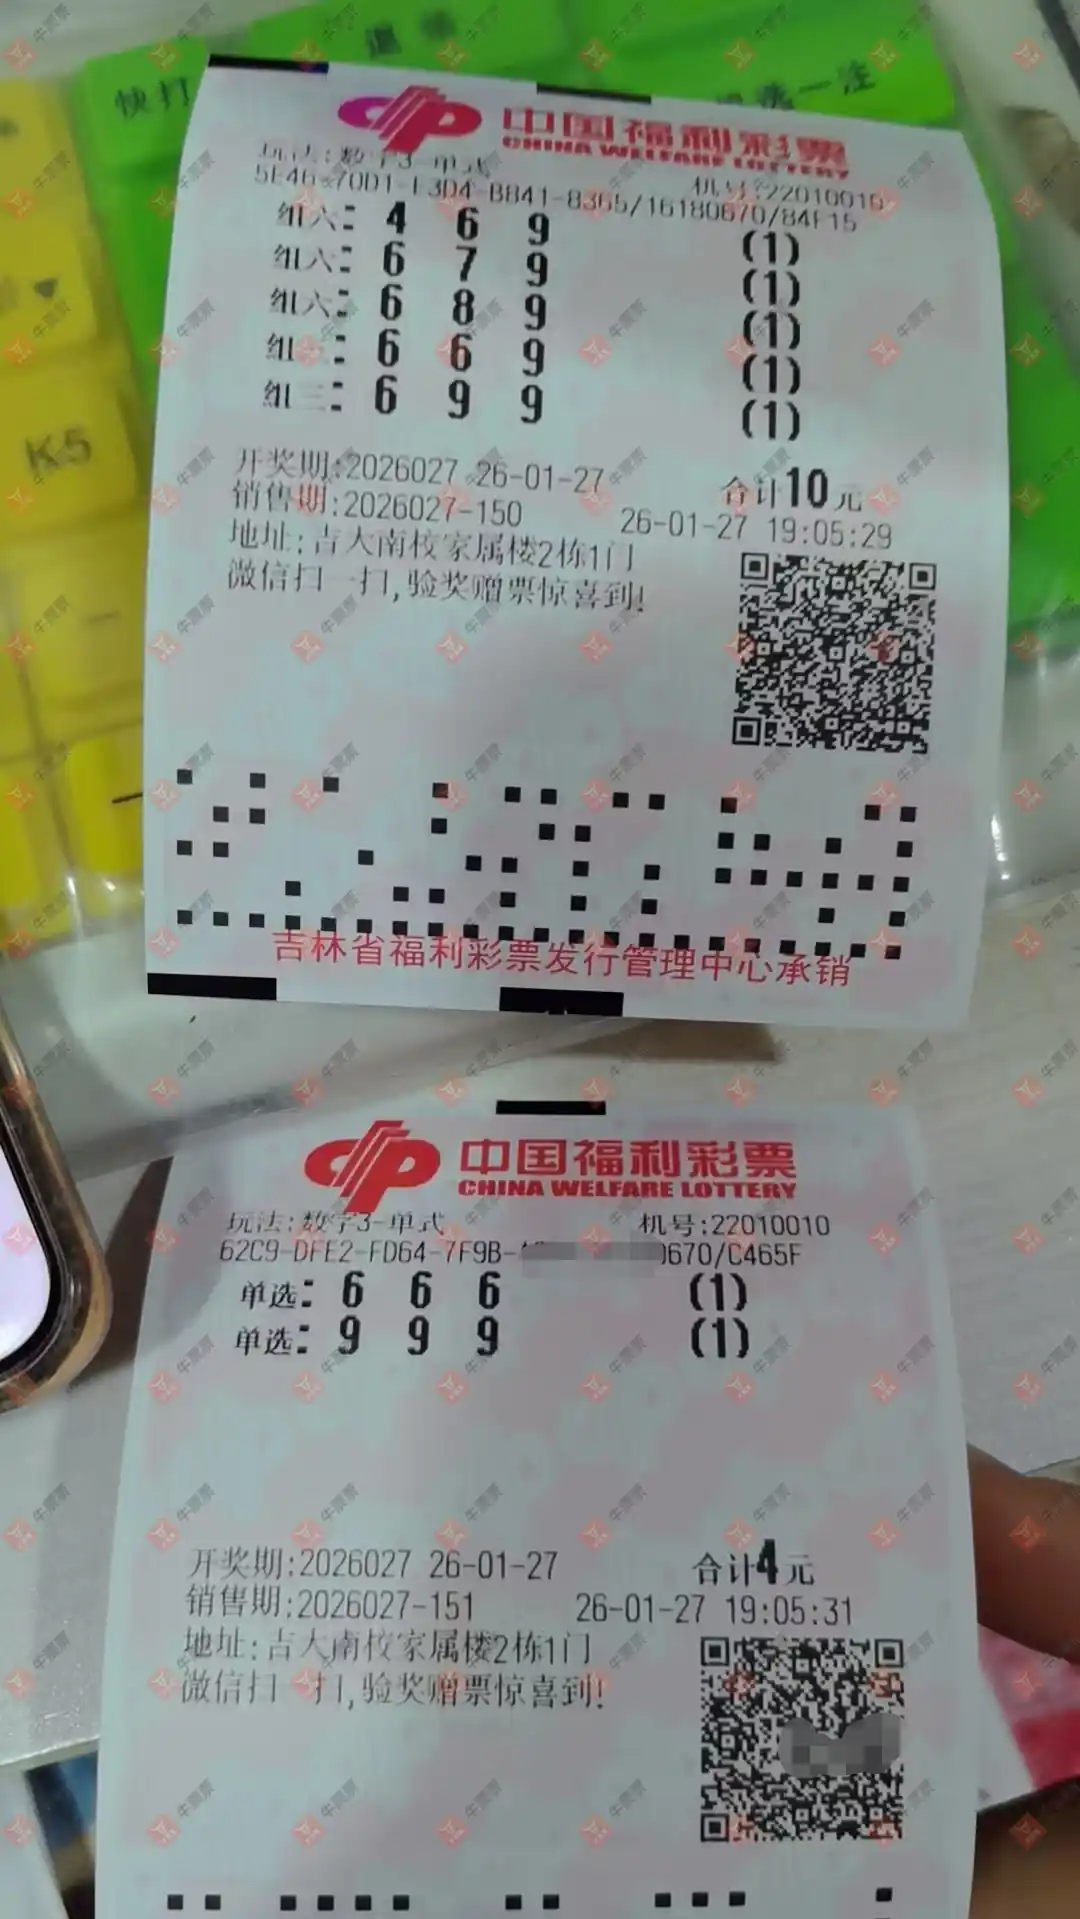 退票
快打
K5
中国福利彩票
CHINA WELFARE LOTTERY
玩法:数字3-单式
机号:22010010
组六: 4 6 9 (1)
组六: 6 7 9 (1)
组六: 6 8 9 (1)
组三: 6 6 9 (1)
组三: 6 9 9 (1)
开奖期:2026027 26-01-27
合计10元
销售期:2026027-150
26-01-27 19:05:29
地址:吉大南校家属楼2栋1门
微信扫一扫,验奖赠票惊喜到!
吉林省福利彩票发行管理中心承销
中国福利彩票
CHINA WELFARE LOTTERY
玩法:数字3-单式
机号:22010010
62C9-DFE2-FD64-7F9B-
0670/C465F
单选: 6 6 6 (1)
单选: 9 9 9 (1)
开奖期:2026027 26-01-27
合计4元
销售期:2026027-151
26-01-27 19:05:31
地址:吉大南校家属楼2栋1门
微信扫一扫,验奖赠票惊喜到!
牛票票